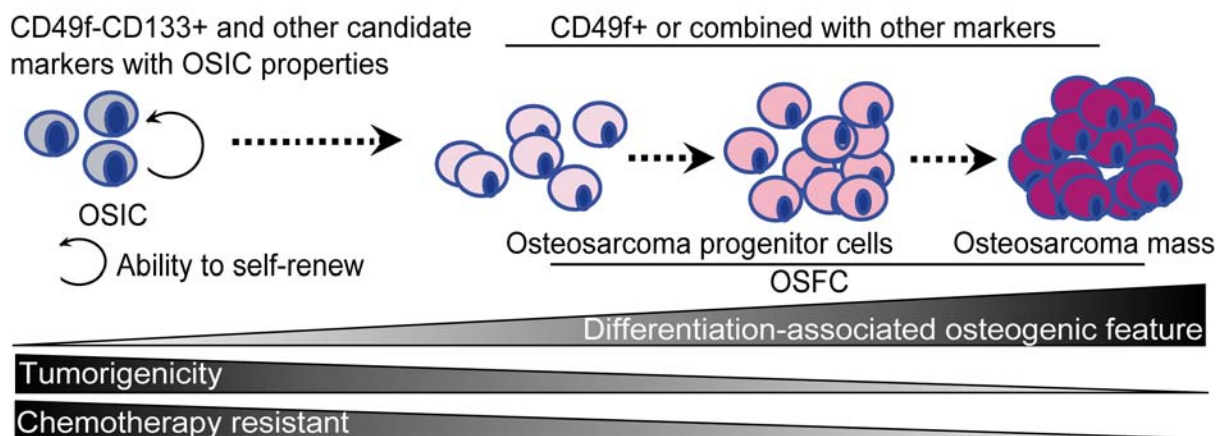 CD49f-CD133+ and other candidate
markers with OSIC properties
CD49f+ or combined with other markers
OSIC
Ability to self-renew
Osteosarcoma progenitor cells
Osteosarcoma mass
OSFC
Differentiation-associated osteogenic feature
Tumorigenicity
Chemotherapy resistant